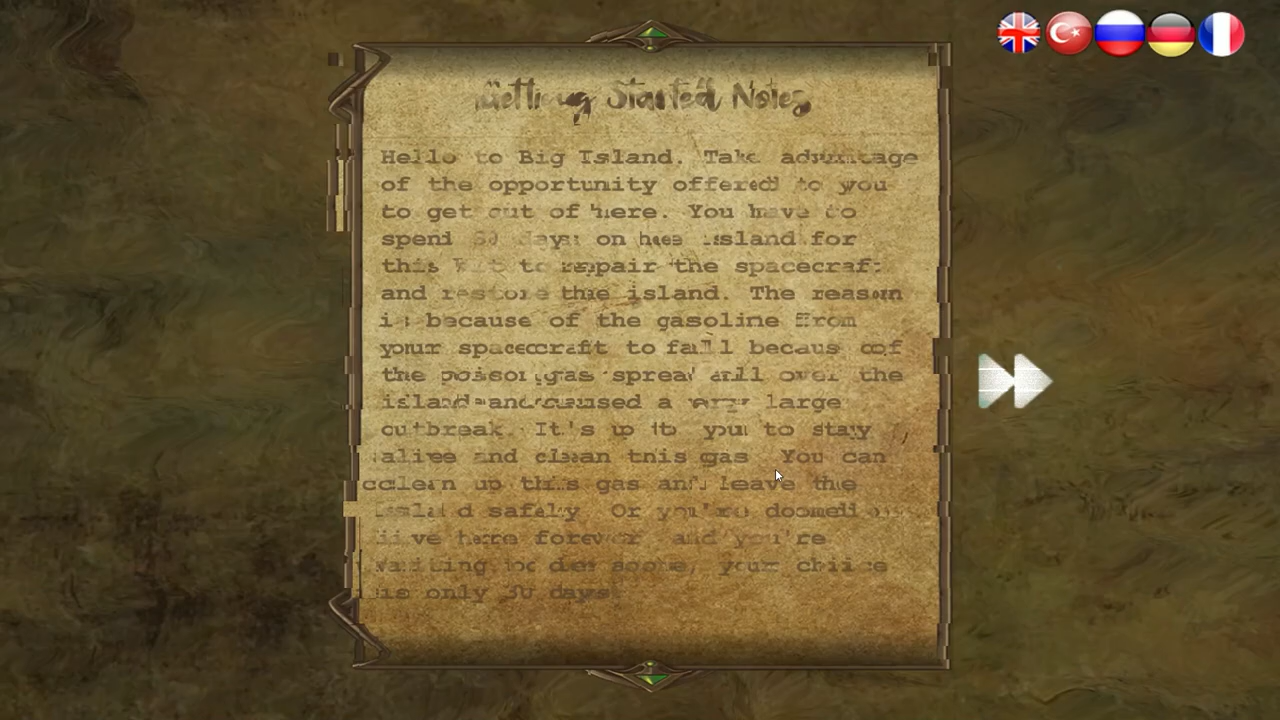 Getting Started Notes
Hello to Big Island. Take advantage
of the opportunity offered to you
to get out of here. You have to
spend 30 days on island for
this to repair the spacecraft
and restore the island. The reason
is because of the gasoline from
your spacecraft to fall because of
the poison gas spread all over the
island and caused a very large
outbreak. It's up to you to stay
alive and clean this gas. You can
clean up this gas and leave the
island safely. Or you're doomed
live here forever and you're
waiting to die soone, your choice
is only 30 days.